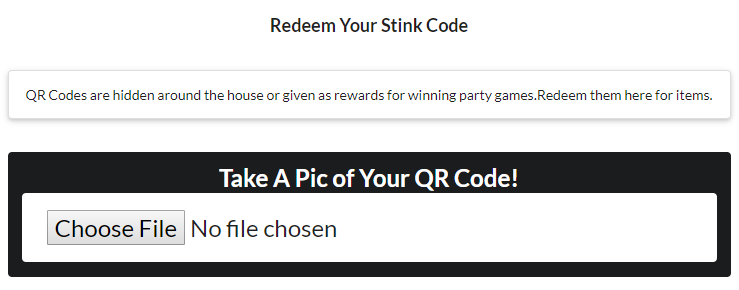 Redeem Your Stink Code
QR Codes are hidden around the house or given as rewards for winning party games.Redeem them here for items.
Take A Pic of Your QR Code!
Choose File No file chosen